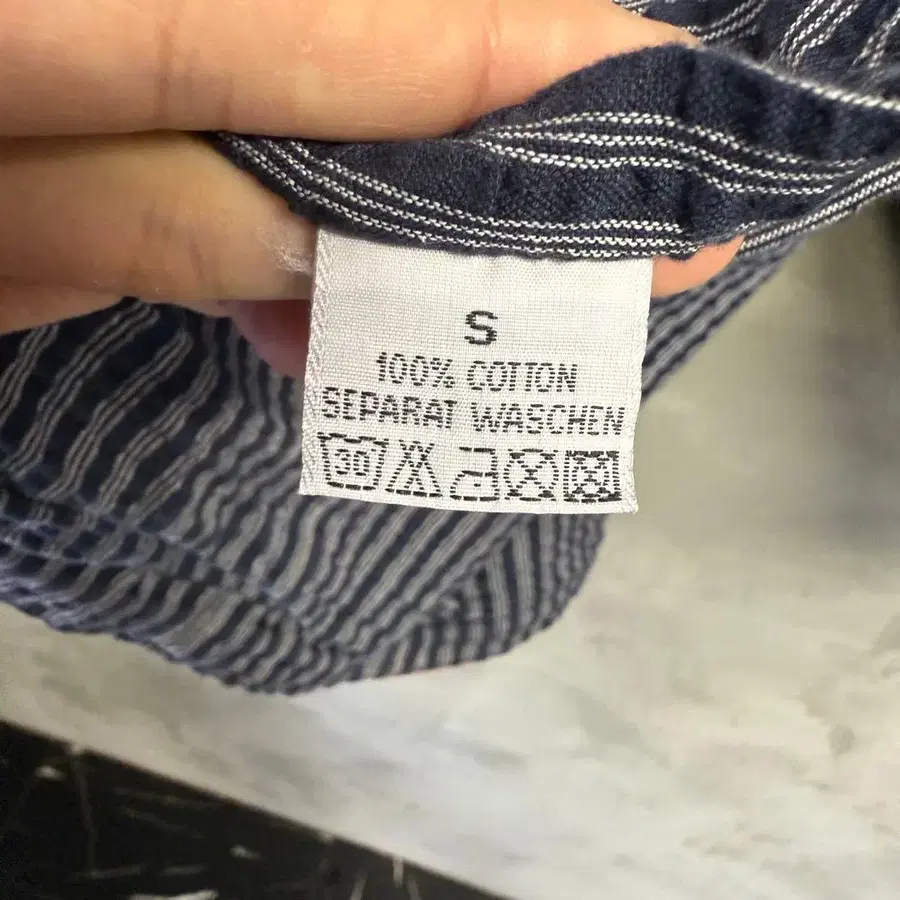 S
100% COTTON
SEPARAT WASCHEN
30